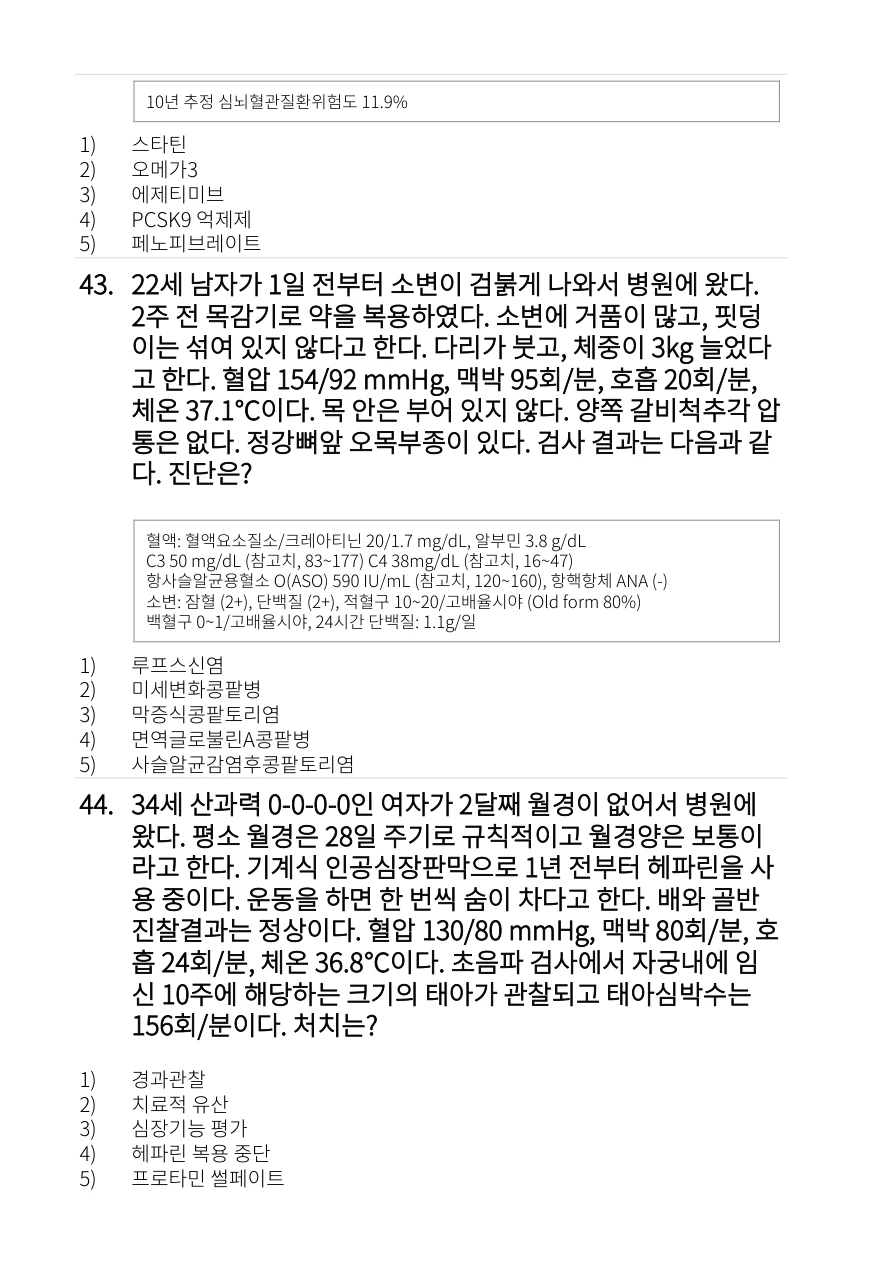 10년 추정 심뇌혈관질환위험도 11.9%
1) 스타틴
2) 오메가3
3) 에제티미브
4) PCSK9 억제제
5) 페노피브레이트
43. 22세 남자가 1일 전부터 소변이 검붉게 나와서 병원에 왔다.
2주 전 목감기로 약을 복용하였다. 소변에 거품이 많고, 핏덩
이는 섞여 있지 않다고 한다. 다리가 붓고, 체중이 3kg 늘었다
고 한다. 혈압 154/92 mmHg, 맥박 95회/분, 호흡 20회/분,
체온 37.1°C이다. 목 안은 부어 있지 않다. 양쪽 갈비척추각 압
통은 없다. 정강뼈앞 오목부종이 있다. 검사 결과는 다음과 같
다. 진단은?
혈액: 혈액요소질소/크레아티닌 20/1.7 mg/dL, 알부민 3.8 g/dL
C3 50 mg/dL (참고치, 83~177) C4 38mg/dL (참고치, 16~47)
항사슬알균용혈소 O(ASO) 590 IU/mL (참고치, 120~160), 항핵항체 ANA (-)
소변: 잠혈 (2+), 단백질 (2+), 적혈구 10~20/고배율시야 (Old form 80%)
백혈구 0~1/고배율시야, 24시간 단백질: 1.1g/일
1) 루프스신염
2) 미세변화콩팥병
3) 막증식콩팥토리염
4) 면역글로불린A콩팥병
5) 사슬알균감염후콩팥토리염
44. 34세 산과력 0-0-0-0인 여자가 2달째 월경이 없어서 병원에
왔다. 평소 월경은 28일 주기로 규칙적이고 월경양은 보통이
라고 한다. 기계식 인공심장판막으로 1년 전부터 헤파린을 사
용 중이다. 운동을 하면 한 번씩 숨이 차다고 한다. 배와 골반
진찰결과는 정상이다. 혈압 130/80 mmHg, 맥박 80회/분, 호
흡 24회/분, 체온 36.8°C이다. 초음파 검사에서 자궁내에 임
신 10주에 해당하는 크기의 태아가 관찰되고 태아심박수는
156회/분이다. 처치는?
1) 경과관찰
2) 치료적 유산
3) 심장기능 평가
4) 헤파린 복용 중단
5) 프로타민 썰페이트